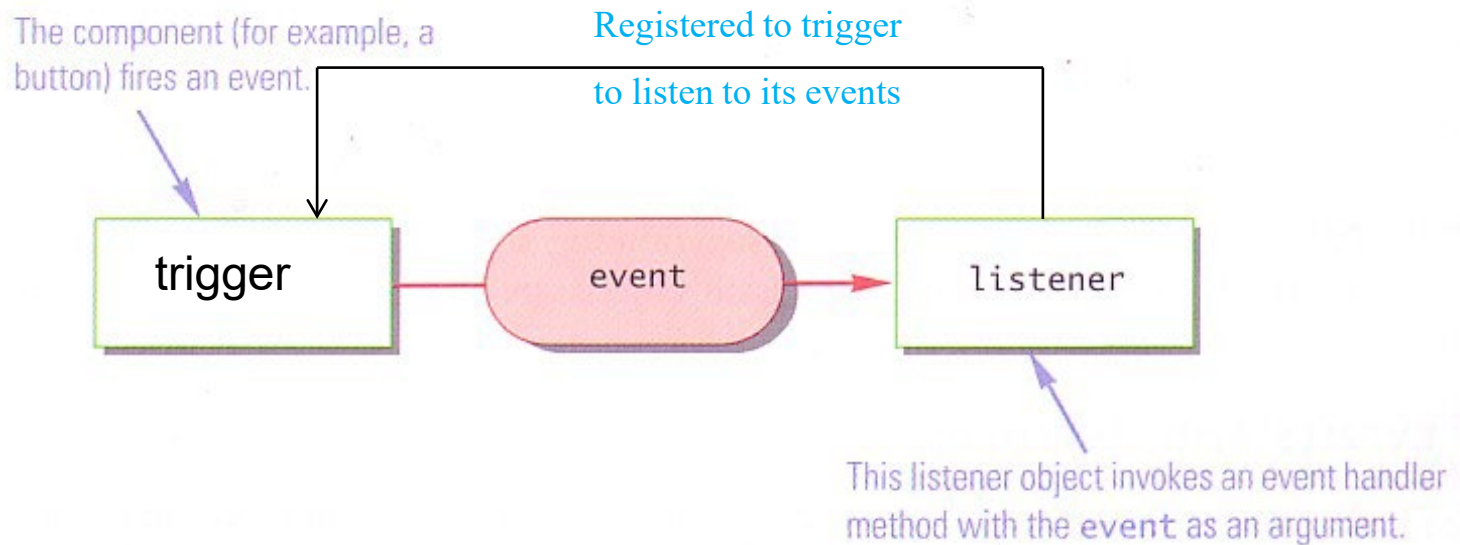 The component (for example, a
button) fires an event.
Registered to trigger
to listen to its events
trigger
event
listener
This listener object invokes an event handler
method with the event as an argument.